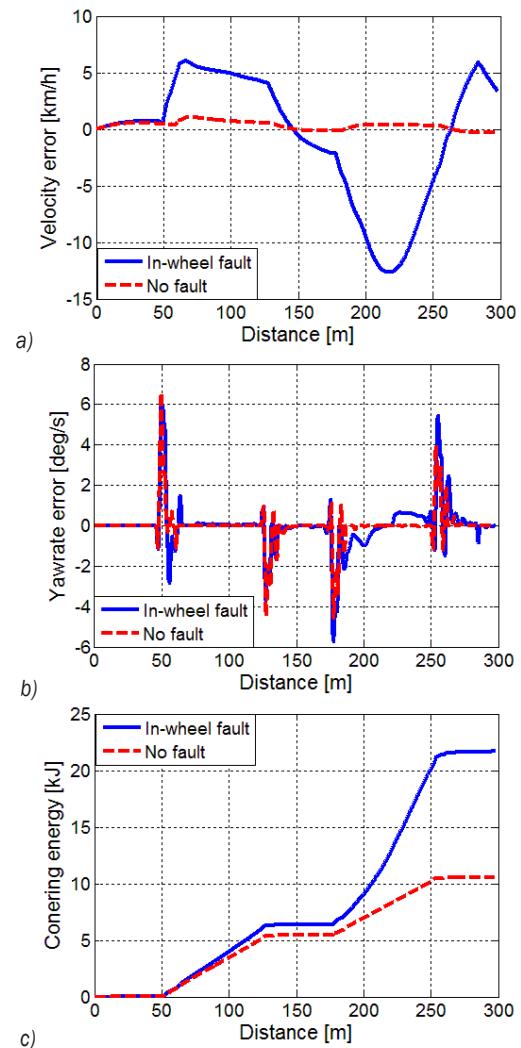 10
5
0
-5
-10
-15
Velocity error [km/h]
In-wheel fault
No fault
0 50 100 150 200 250 300
Distance [m]
a)
8
6
4
2
0
-2
-4
-6
Yawrate error [deg/s]
In-wheel fault
No fault
0 50 100 150 200 250 300
Distance [m]
b)
25
20
15
10
5
0
Conering energy [kJ]
In-wheel fault
No fault
0 50 100 150 200 250 300
Distance [m]
c)